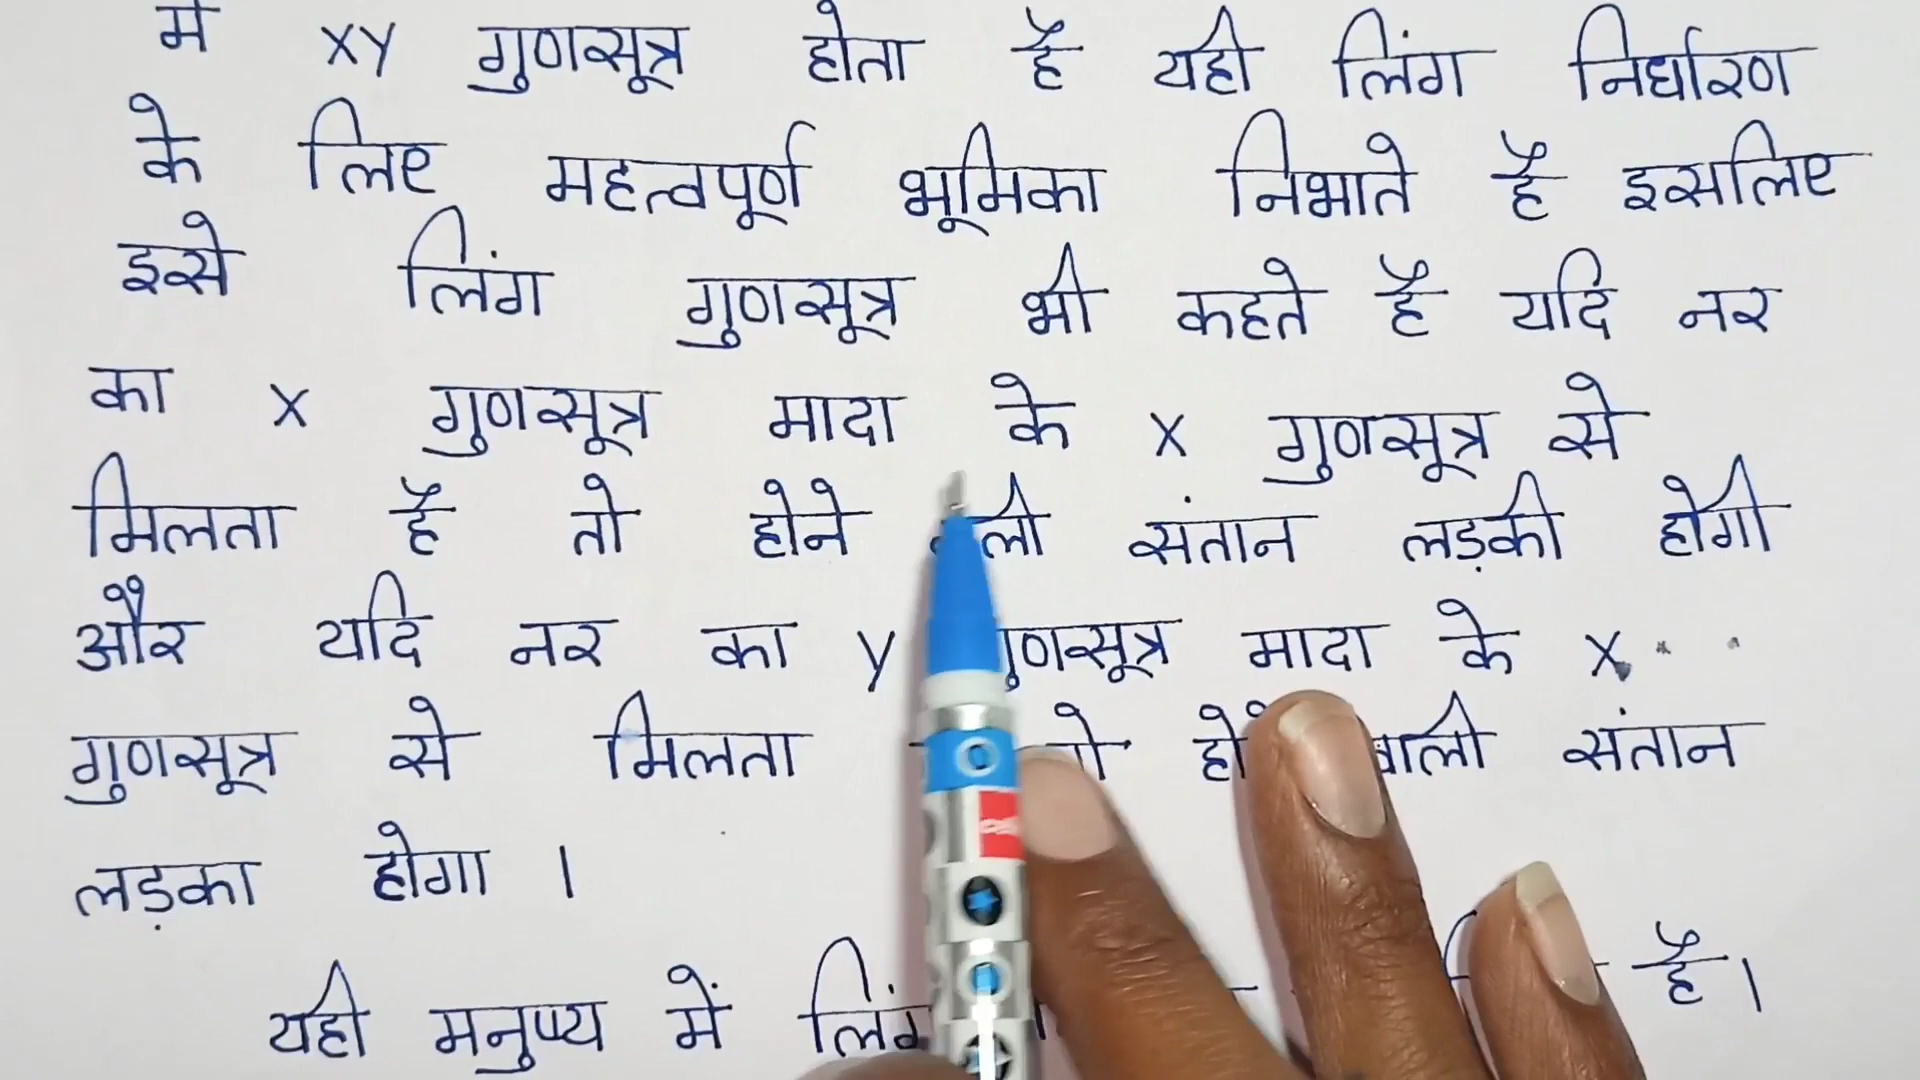 में XY गुणसूत्र होता है यही लिंग निर्धारण
के लिए महत्वपूर्ण भूमिका निभाते है इसलिए
इसे लिंग गुणसूत्र भी कहते है यदि नर
का X गुणसूत्र मादा के X गुणसूत्र से
मिलता है तो होने वाली संतान लड़की होगी
और यदि नर का Y गुणसूत्र मादा के X
गुणसूत्र से मिलता तो होने वाली संतान
लड़का होगा ।
यही मनुष्य में लिंग है ।